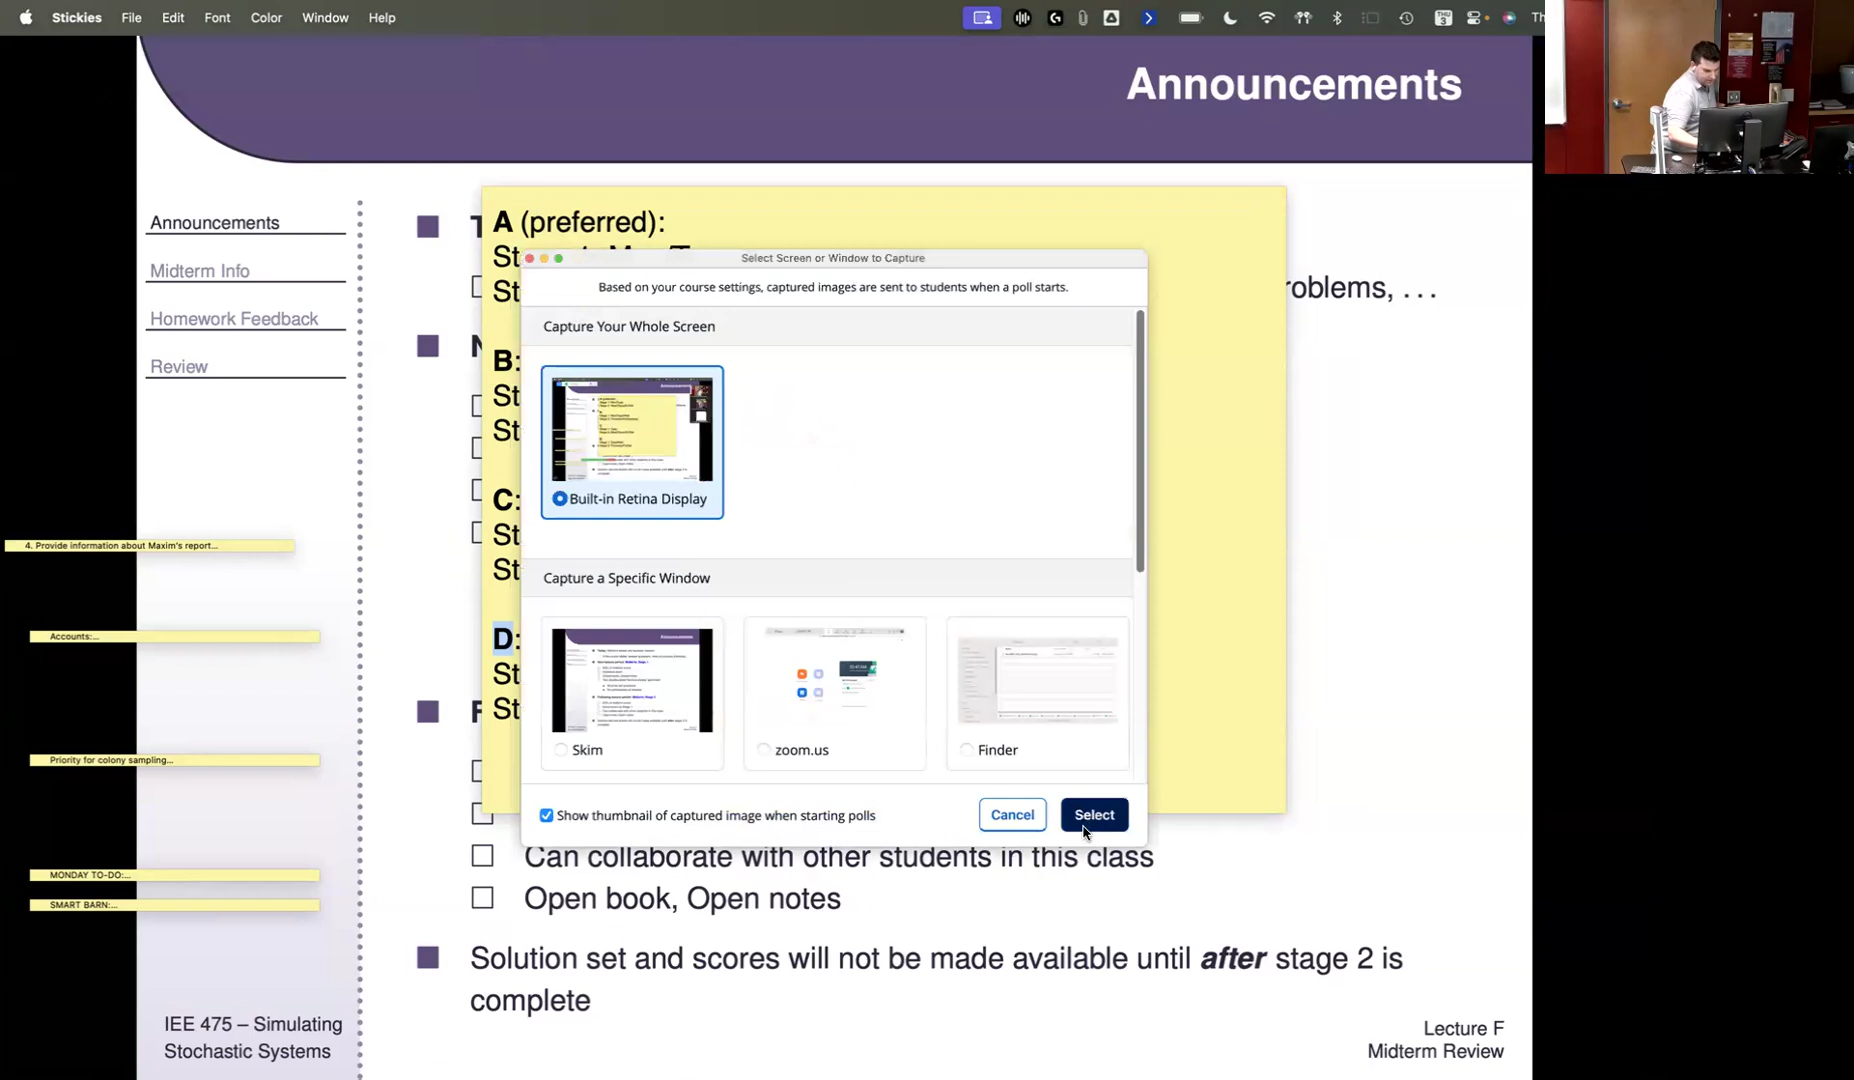 Stickies File Edit Font Color Window Help
THU
3
Th
Announcements
Announcements
Midterm Info
Homework Feedback
Review
A (preferred):
Select Screen or Window to Capture
Based on your course settings, captured images are sent to students when a poll starts.
Capture Your Whole Screen
Built-in Retina Display
Capture a Specific Window
Skim
zoom.us
Finder
Show thumbnail of captured image when starting polls
Cancel
Select
St
St
B:
St
St
C:
St
St
D:
St
St
roblems, ...
4. Provide information about Maxim's report...
Accounts:...
Priority for colony sampling...
MONDAY TO-DO:...
SMART BARN:...
Can collaborate with other students in this class
Open book, Open notes
Solution set and scores will not be made available until after stage 2 is
complete
IEE 475 – Simulating
Stochastic Systems
Lecture F
Midterm Review